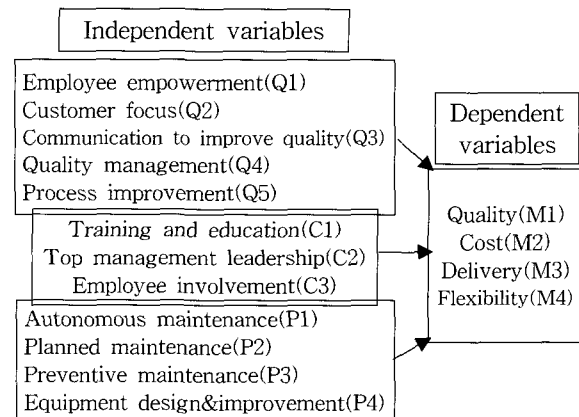 Independent variables
Employee empowerment(Q1)
Customer focus(Q2)
Communication to improve quality(Q3)
Quality management(Q4)
Process improvement(Q5)
Training and education(C1)
Top management leadership(C2)
Employee involvement(C3)
Autonomous maintenance(P1)
Planned maintenance(P2)
Preventive maintenance(P3)
Equipment design&improvement(P4)
Dependent
variables
Quality(M1)
Cost(M2)
Delivery(M3)
Flexibility(M4)